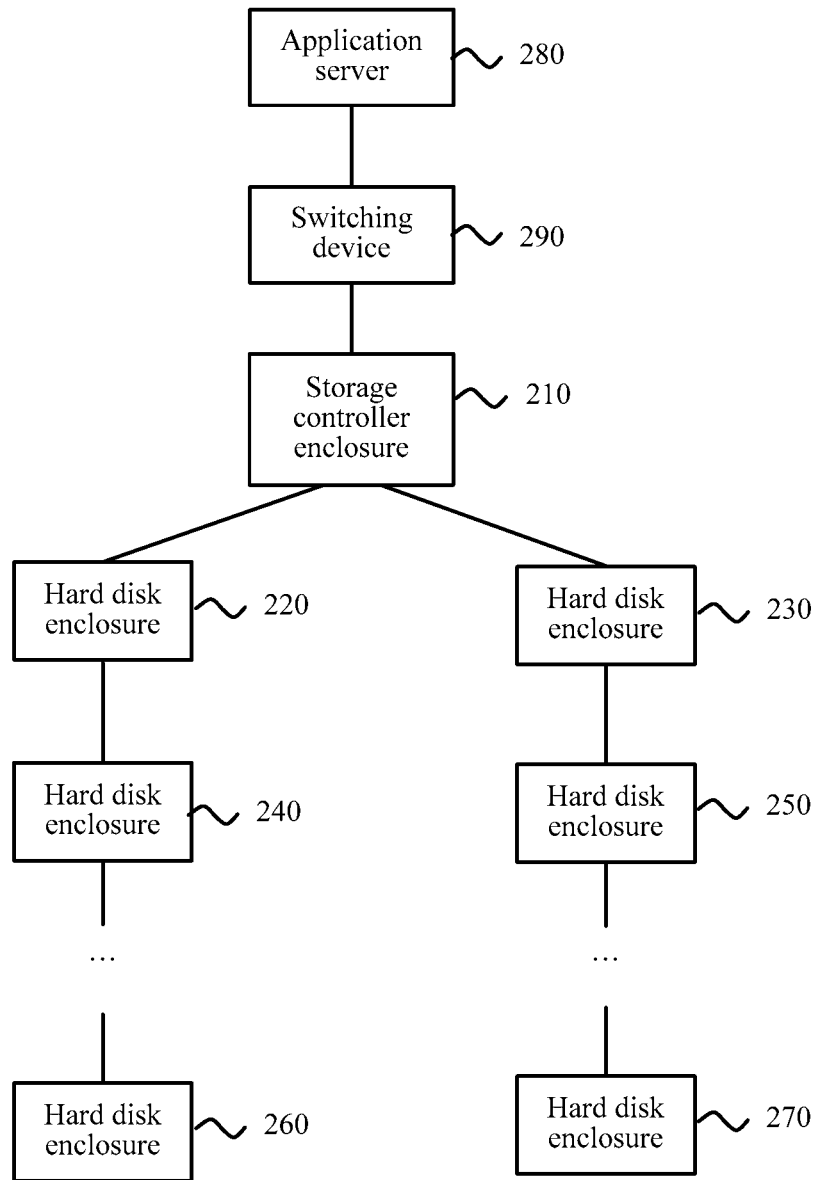 Application
server
280
Switching
device
290
Storage
controller
enclosure
210
Hard disk
enclosure
220
Hard disk
enclosure
230
Hard disk
enclosure
240
Hard disk
enclosure
250
...
...
Hard disk
enclosure
260
Hard disk
enclosure
270